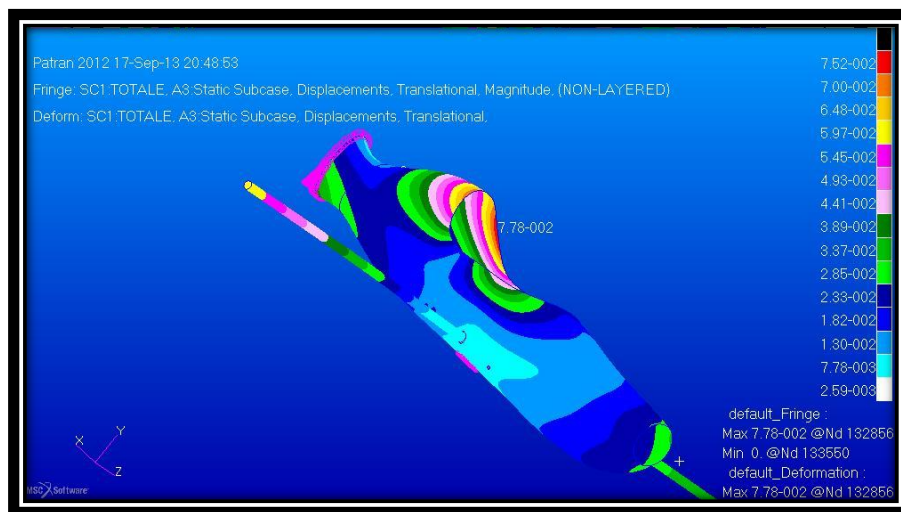 Patran 2012 17-Sep-13 20:48:53
Fringe: SC1:TOTALE, A3:Static Subcase, Displacements, Translational, Magnitude, (NON-LAYERED)
Deform: SC1:TOTALE, A3:Static Subcase, Displacements, Translational,
7.52-002
7.00-002
6.48-002
5.97-002
5.45-002
4.93-002
4.41-002
3.89-002
3.37-002
2.85-002
2.33-002
1.82-002
1.30-002
7.78-003
2.59-003
7.78-002
default_Fringe :
Max 7.78-002 @Nd 132856
Min 0. @Nd 133550
default_Deformation :
Max 7.78-002 @Nd 132856
X
Y
Z
MSC Software